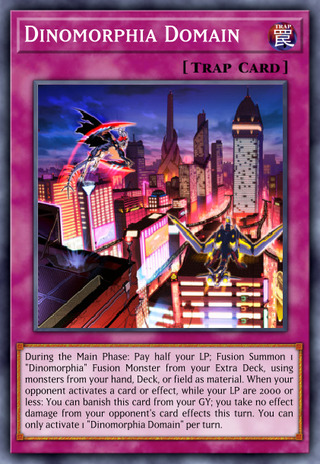 Dinomorphia Domain
TRAP
罠
[Trap Card]
During the Main Phase: Pay half your LP; Fusion Summon 1
"Dinomorphia" Fusion Monster from your Extra Deck, using
monsters from your hand, Deck, or field as material. When your
opponent activates a card or effect, while your LP are 2000 or
less: You can banish this card from your GY; you take no effect
damage from your opponent's card effects this turn. You can
only activate 1 "Dinomorphia Domain" per turn.